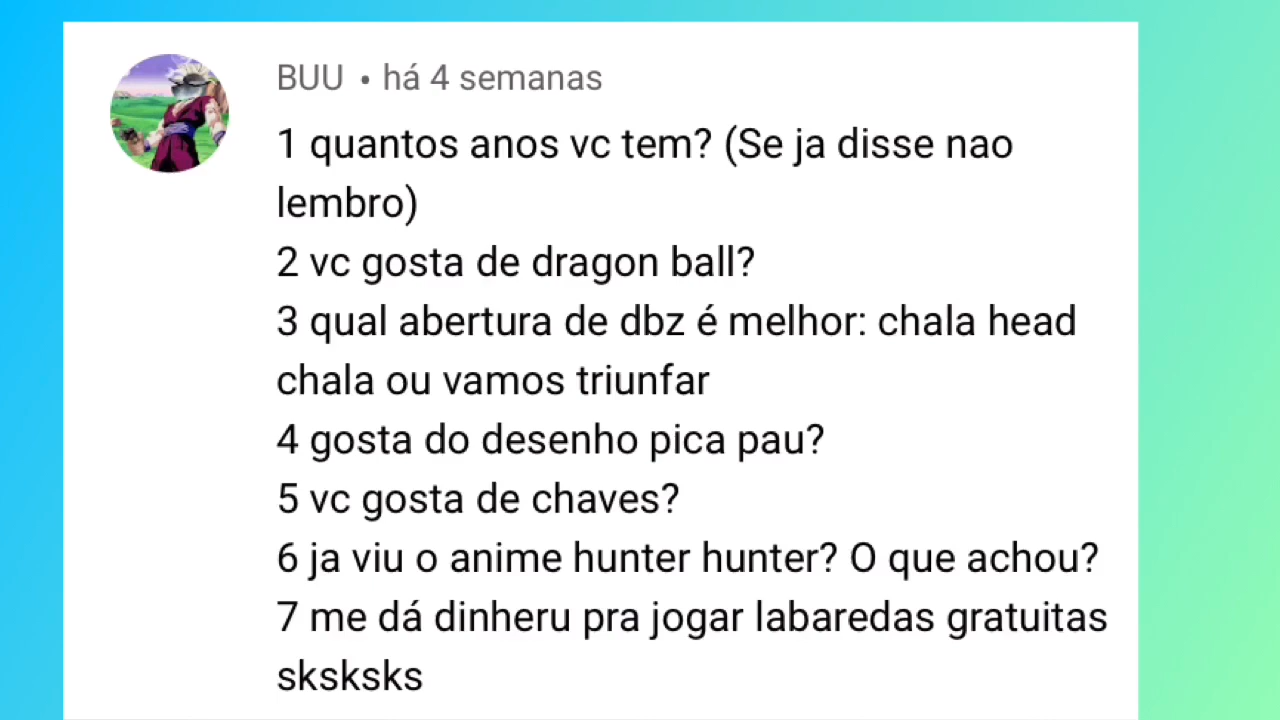 BUU • há 4 semanas
1 quantos anos vc tem? (Se ja disse nao
lembro)
2 vc gosta de dragon ball?
3 qual abertura de dbz é melhor: chala head
chala ou vamos triunfar
4 gosta do desenho pica pau?
5 vc gosta de chaves?
6 ja viu o anime hunter hunter? O que achou?
7 me dá dinheru pra jogar labaredas gratuitas
sksksks